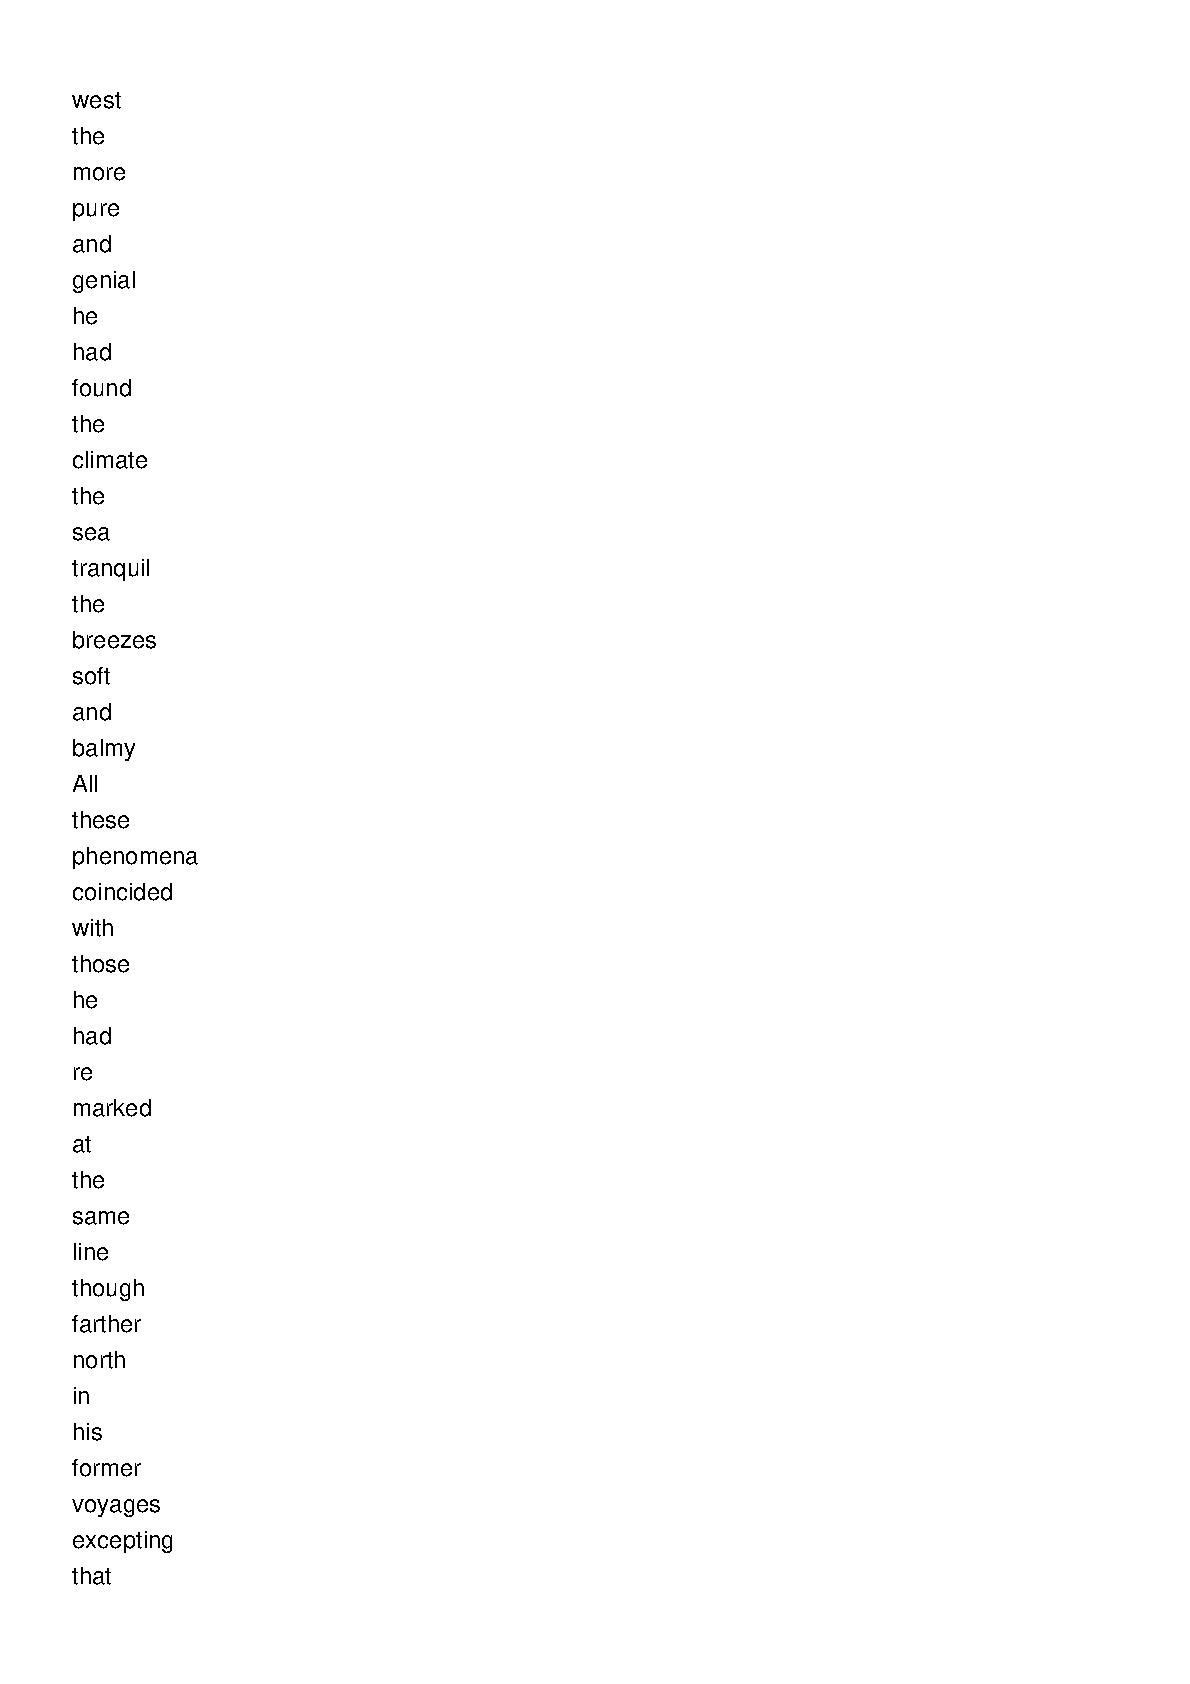 west
the
more
pure
and
genial
he
had
found
the
climate
the
sea
tranquil
the
breezes
soft
and
balmy
All
these
phenomena
coincided
with
those
he
had
re
marked
at
the
same
line
though
farther
north
in
his
former
voyages
excepting
that